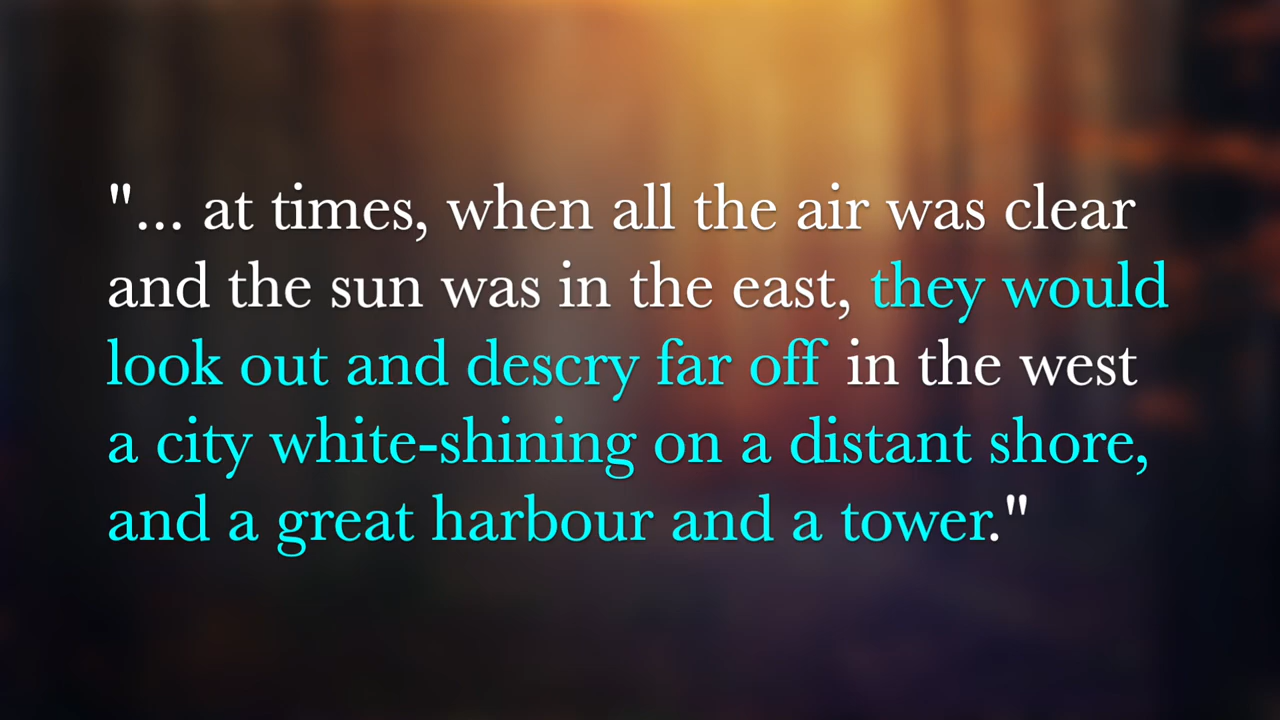 "... at times, when all the air was clear
and the sun was in the east, they would
look out and descry far off in the west
a city white-shining on a distant shore,
and a great harbour and a tower."